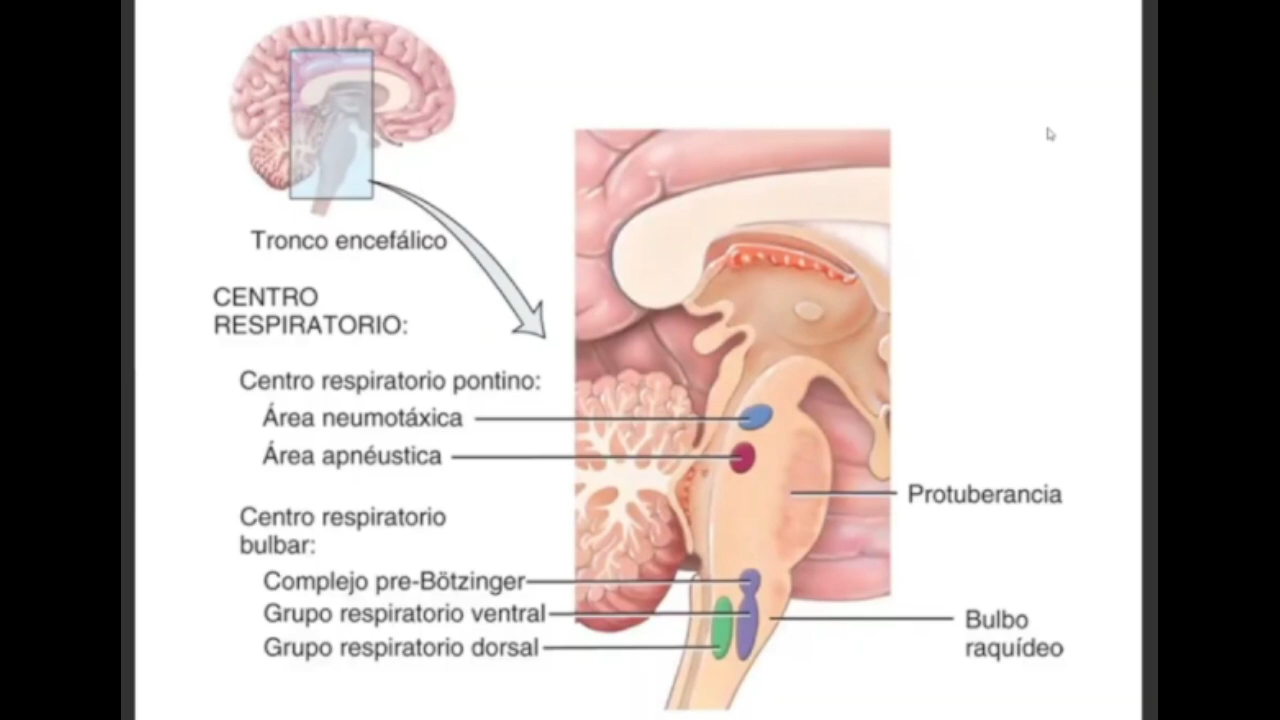 Tronco encefálico
CENTRO
RESPIRATORIO:
Centro respiratorio pontino:
Área neumotáxica
Área apnéustica
Centro respiratorio
bulbar:
Complejo pre-Bötzinger
Grupo respiratorio ventral
Grupo respiratorio dorsal
Protuberancia
Bulbo
raquídeo